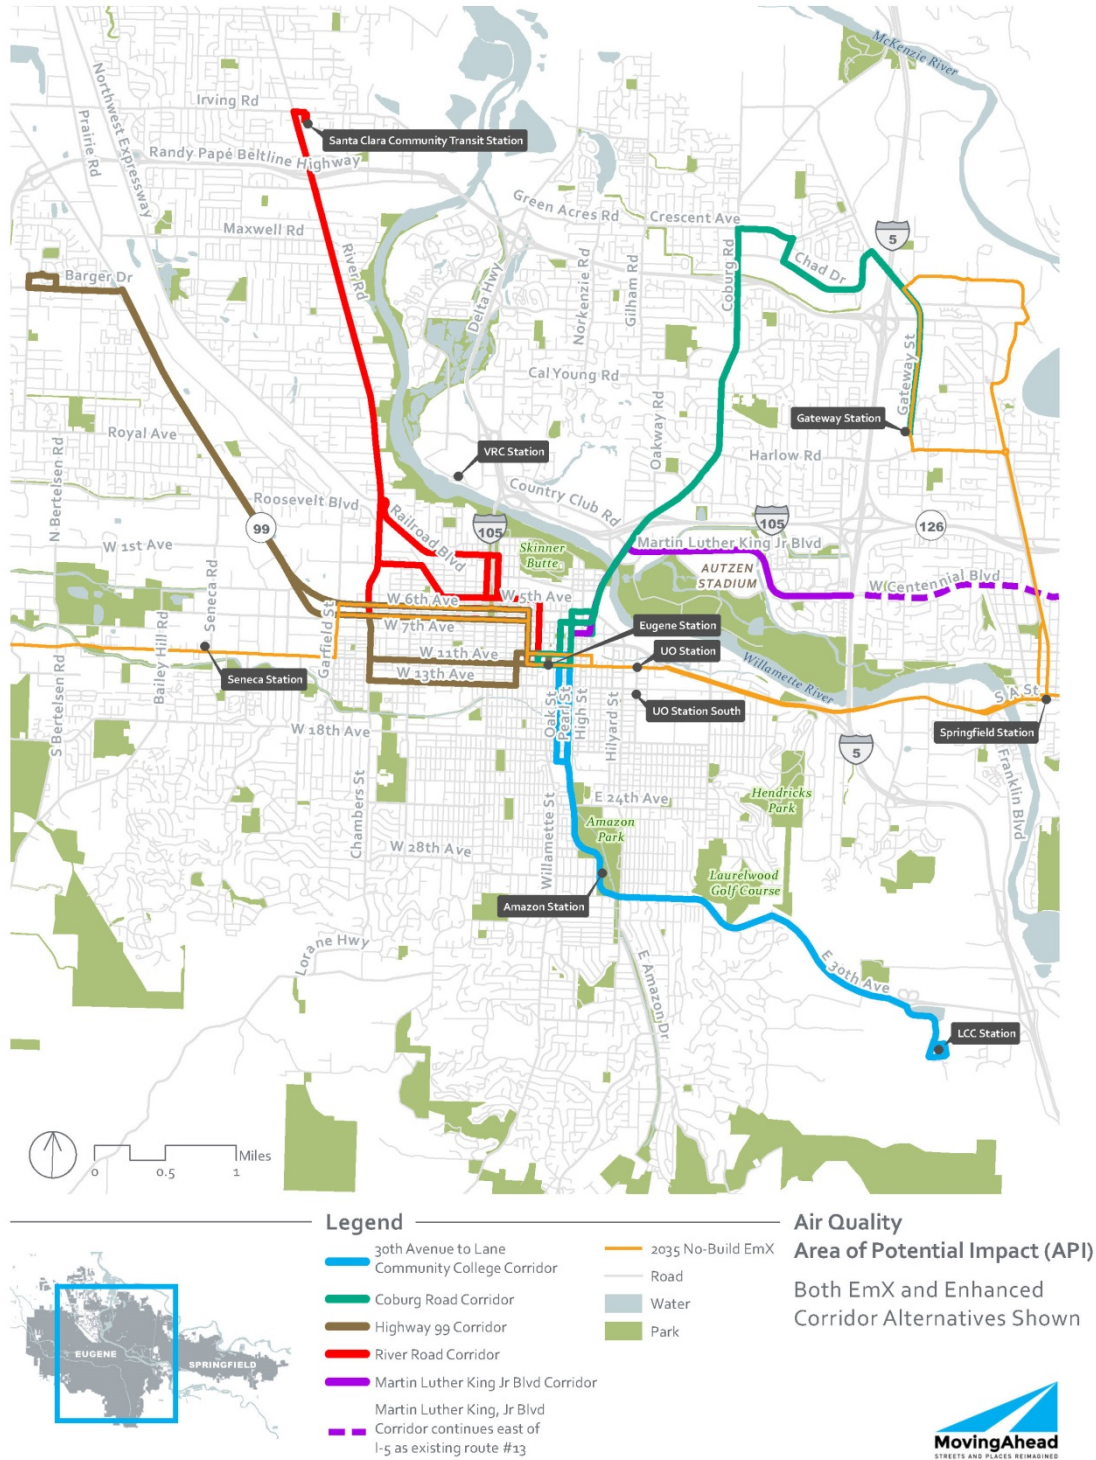 McKenzie River
Irving Rd
Northwest Expressway
Prairie Rd
Santa Clara Community Transit Station
Randy Papé Beltline Highway
Green Acres Rd
Crescent Ave
Maxwell Rd
5
River Rd
Chad Dr
Barger Dr
Delta Hwy
Norkenzie Rd
Gilham Rd
Coburg Rd
Cal Young Rd
Gateway St
Gateway Station
Royal Ave
Oakway Rd
VRC Station
Harlow Rd
N Bertelsen Rd
Roosevelt Blvd
Country Club Rd
Railroad Blvd
99
105
105
126
W 1st Ave
Skinner
Butte
Martin Luther King Jr Blvd
AUTZEN
STADIUM
W Centennial Blvd
Seneca Rd
W 5th Ave
W 6th Ave
Garfield St
W 7th Ave
Eugene Station
Bailey Hill Rd
W 11th Ave
UO Station
Seneca Station
W 13th Ave
Willamette River
S A St
S Bertelsen Rd
UO Station South
Oak St
Pearl St
High St
Hilyard St
W 18th Ave
Springfield Station
5
Franklin Blvd
Chambers St
E 24th Ave
Hendricks
Park
Willamette St
Amazon
Park
W 28th Ave
Laurelwood
Golf Course
Amazon Station
Lorane Hwy
E Amazon Dr
E 30th Ave
LCC Station
0
0.5
1
Miles
Legend
30th Avenue to Lane
Community College Corridor
Coburg Road Corridor
Highway 99 Corridor
River Road Corridor
Martin Luther King Jr Blvd Corridor
Martin Luther King, Jr Blvd
Corridor continues east of
I-5 as existing route #13
2035 No-Build EmX
Road
Water
Park
Air Quality
Area of Potential Impact (API)
Both EmX and Enhanced
Corridor Alternatives Shown
EUGENE
SPRINGFIELD
MovingAhead
STREETS AND PLACES REIMAGINED